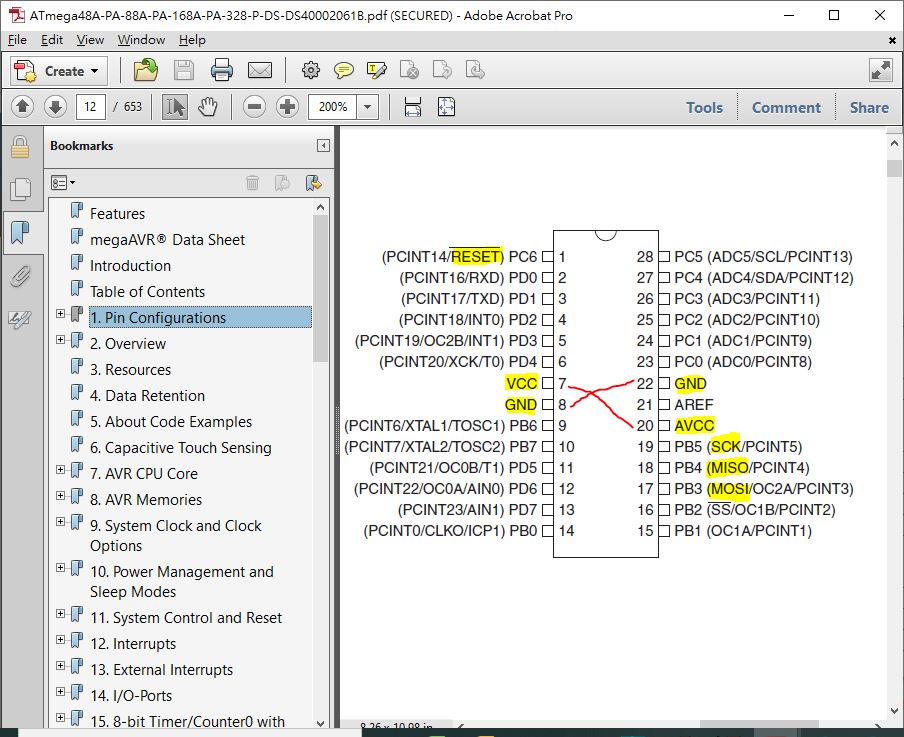 ATmega48A-PA-88A-PA-168A-PA-328-P-DS-DS40002061B.pdf (SECURED) - Adobe Acrobat Pro
File Edit View Window Help
Create
12 / 653 200% Tools Comment Share
Bookmarks
Features
megaAVR® Data Sheet
Introduction
Table of Contents
1. Pin Configurations
2. Overview
3. Resources
4. Data Retention
5. About Code Examples
6. Capacitive Touch Sensing
7. AVR CPU Core
8. AVR Memories
9. System Clock and Clock
Options
10. Power Management and
Sleep Modes
11. System Control and Reset
12. Interrupts
13. External Interrupts
14. I/O-Ports
15. 8-bit Timer/Counter0 with
(PCINT14/RESET) PC6 1 28 PC5 (ADC5/SCL/PCINT13)
(PCINT16/RXD) PD0 2 27 PC4 (ADC4/SDA/PCINT12)
(PCINT17/TXD) PD1 3 26 PC3 (ADC3/PCINT11)
(PCINT18/INT0) PD2 4 25 PC2 (ADC2/PCINT10)
(PCINT19/OC2B/INT1) PD3 5 24 PC1 (ADC1/PCINT9)
(PCINT20/XCK/T0) PD4 6 23 PC0 (ADC0/PCINT8)
VCC 7 22 GND
GND 8 21 AREF
(PCINT6/XTAL1/TOSC1) PB6 9 20 AVCC
(PCINT7/XTAL2/TOSC2) PB7 10 19 PB5 (SCK/PCINT5)
(PCINT21/OC0B/T1) PD5 11 18 PB4 (MISO/PCINT4)
(PCINT22/OC0A/AIN0) PD6 12 17 PB3 (MOSI/OC2A/PCINT3)
(PCINT23/AIN1) PD7 13 16 PB2 (SS/OC1B/PCINT2)
(PCINT0/CLKO/ICP1) PB0 14 15 PB1 (OC1A/PCINT1)
8.26 x 10.98 in